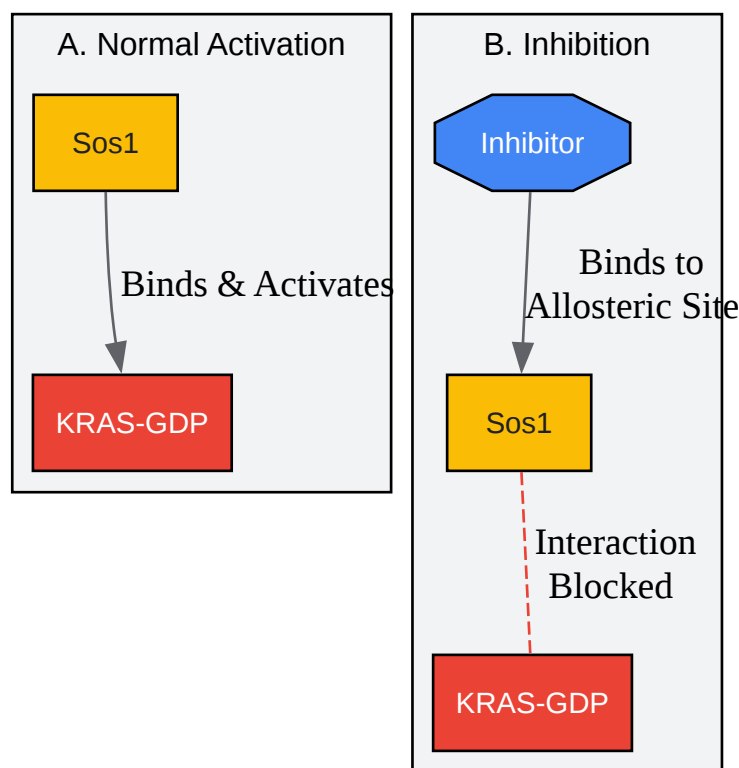 A. Normal Activation
Sos1
Binds & Activates
KRAS-GDP
B. Inhibition
Inhibitor
Binds to
Allosteric Site
Sos1
Interaction
Blocked
KRAS-GDP